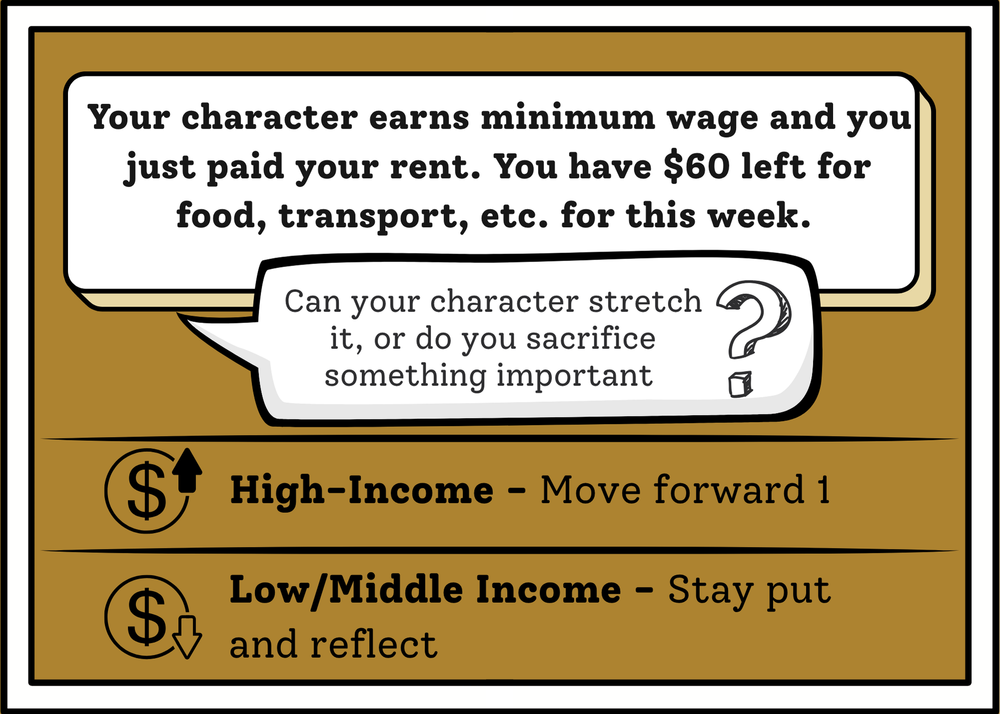 Your character earns minimum wage and you
just paid your rent. You have $60 left for
food, transport, etc. for this week.
Can your character stretch
it, or do you sacrifice
something important
?
$
High-Income - Move forward 1
$
Low/Middle Income - Stay put
and reflect